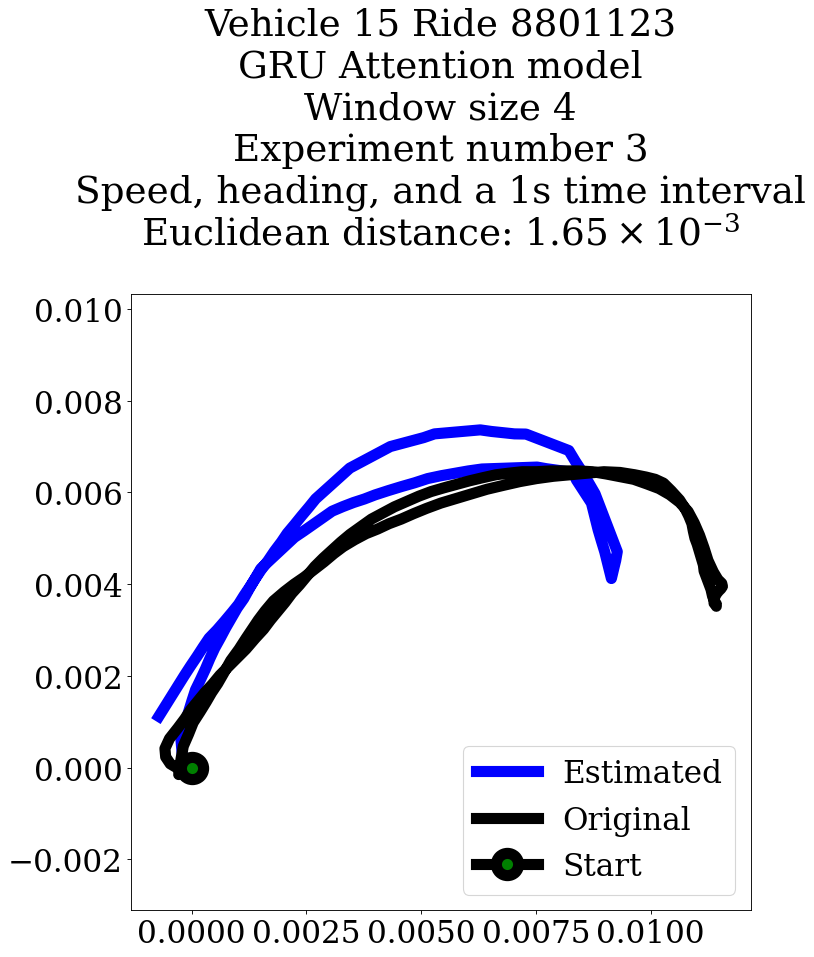 Vehicle 15 Ride 8801123
GRU Attention model
Window size 4
Experiment number 3
Speed, heading, and a 1s time interval
Euclidean distance: 1.65 × 10⁻³
0.010
0.008
0.006
0.004
0.002
0.000
−0.002
Estimated
Original
Start
0.0000 0.0025 0.0050 0.0075 0.0100